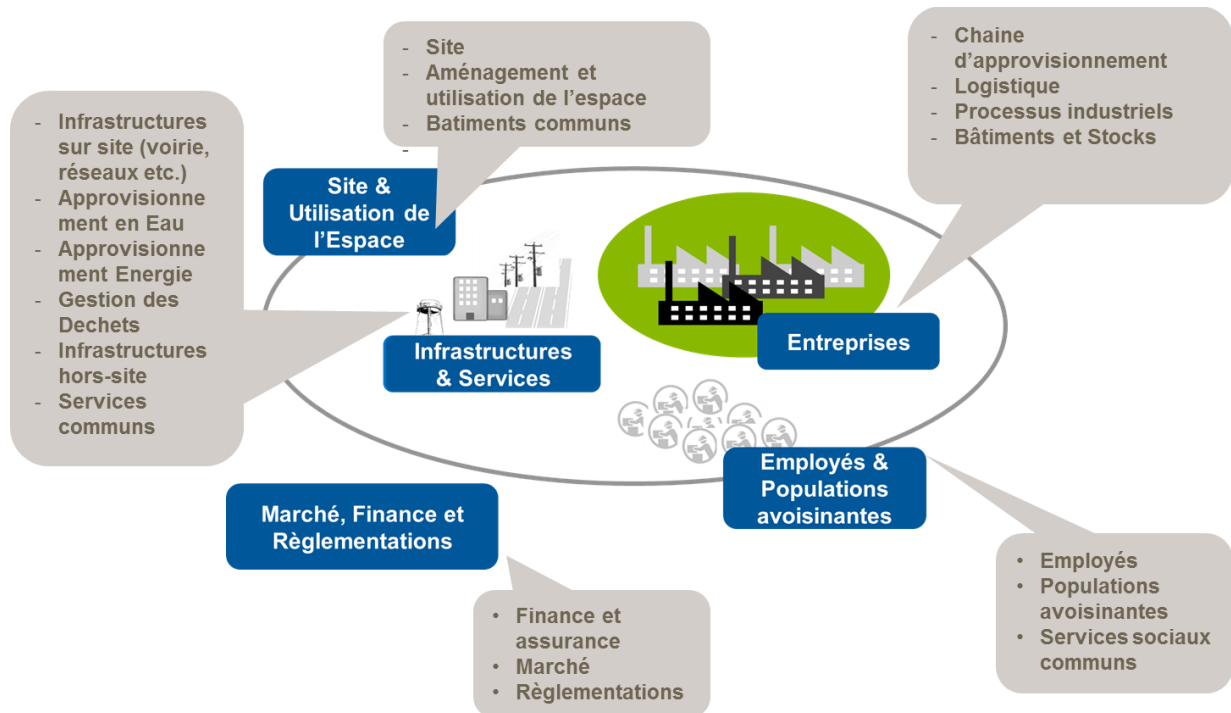 - Site
- Aménagement et
utilisation de l'espace
- Batiments communs
-
- Chaine
d'approvisionnement
- Logistique
- Processus industriels
- Bâtiments et Stocks
- Infrastructures
sur site (voirie,
réseaux etc.)
- Approvisionne
ment en Eau
- Approvisionne
ment Energie
- Gestion des
Dechets
- Infrastructures
hors-site
- Services
communs
Site &
Utilisation de
l'Espace
Infrastructures
& Services
Entreprises
Employés &
Populations
avoisinantes
Marché, Finance et
Règlementations
• Finance et
assurance
• Marché
• Règlementations
• Employés
• Populations
avoisinantes
• Services sociaux
communs